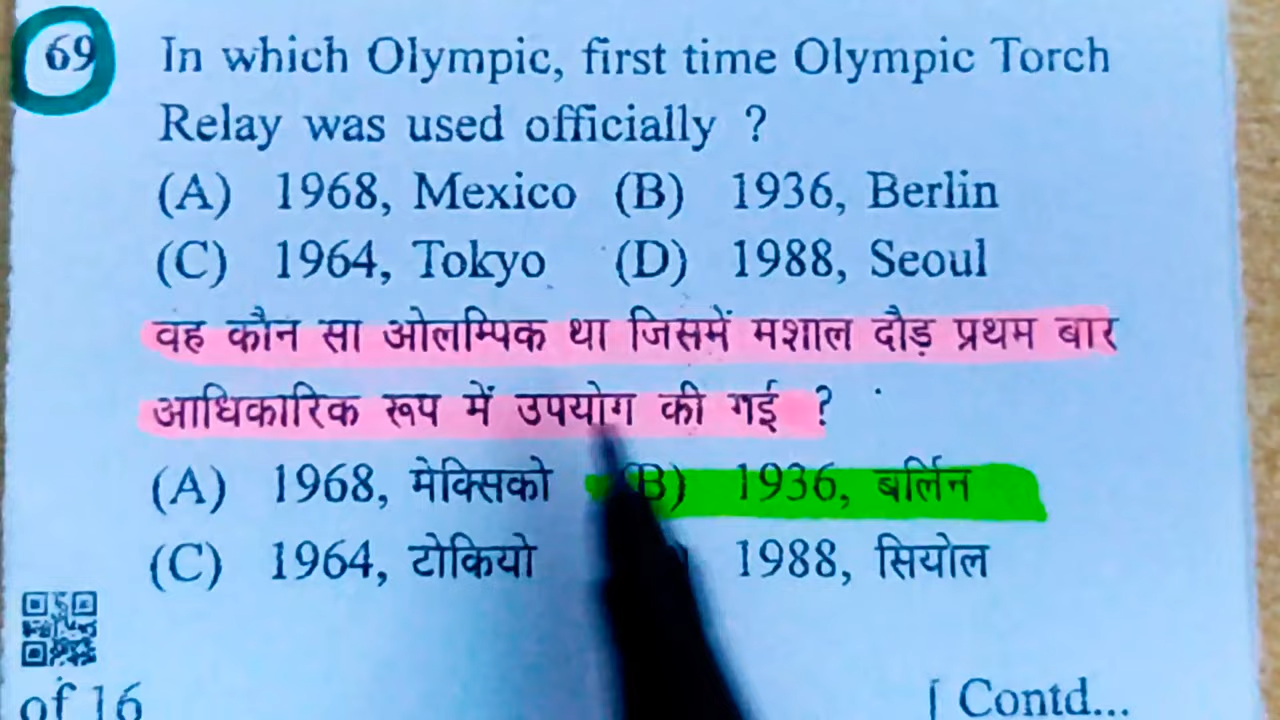 69 In which Olympic, first time Olympic Torch
Relay was used officially ?
(A) 1968, Mexico (B) 1936, Berlin
(C) 1964, Tokyo (D) 1988, Seoul
वह कौन सा ओलम्पिक था जिसमें मशाल दौड़ प्रथम बार
आधिकारिक रूप में उपयोग की गई ?
(A) 1968, मेक्सिको (B) 1936, बर्लिन
(C) 1964, टोकियो 1988, सियोल
of 16 [ Contd...